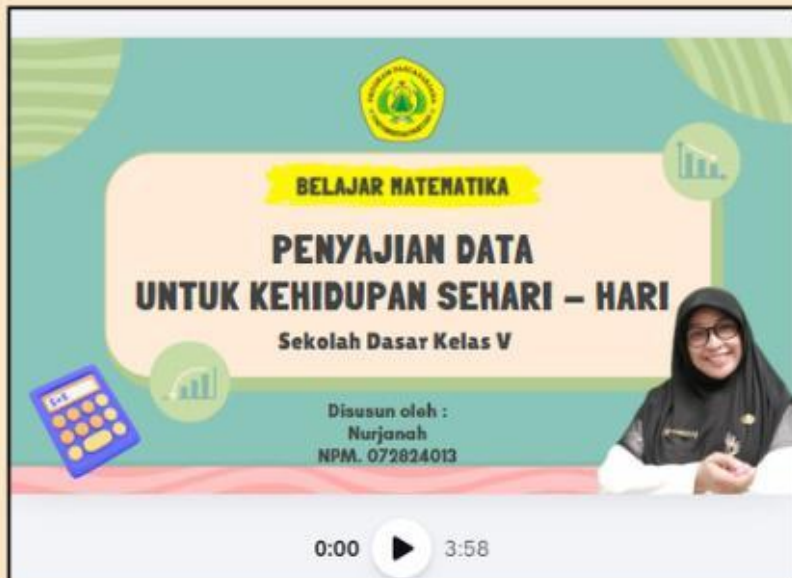 BELAJAR MATEMATIKA
PENYAJIAN DATA
UNTUK KEHIDUPAN SEHARI – HARI
Sekolah Dasar Kelas V
Disusun oleh :
Nurjanah
NPM. 072824013
0:00 3:58